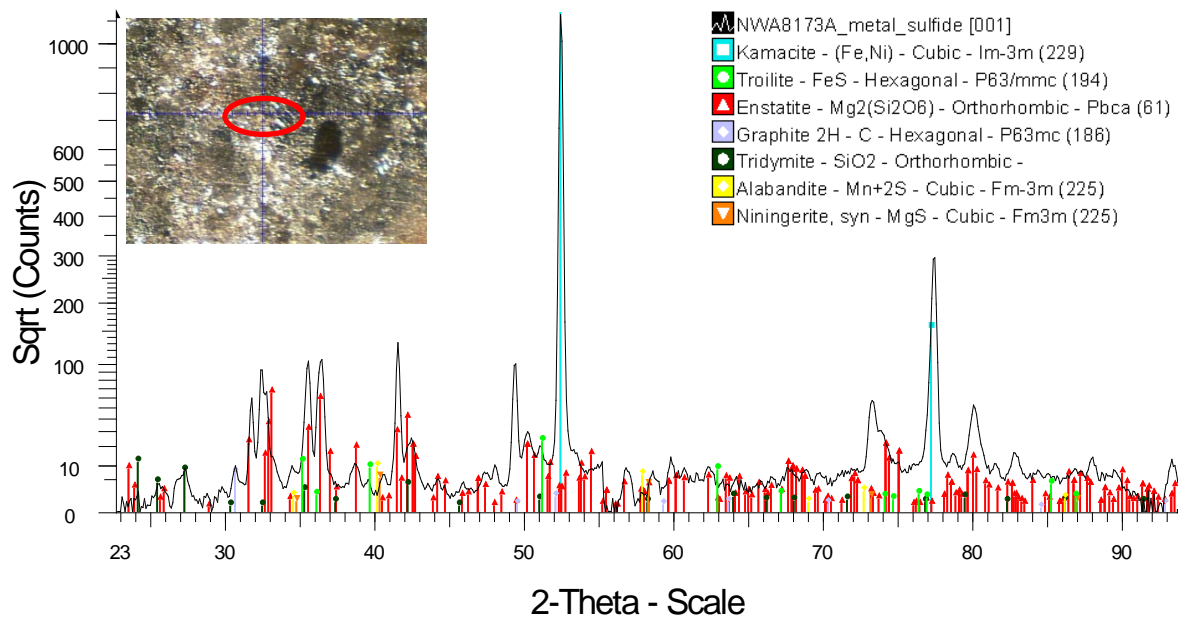 NWA8173A_metal_sulfide [001]
Kamacite - (Fe,Ni) - Cubic - Im-3m (229)
Troilite - FeS - Hexagonal - P63/mmc (194)
Enstatite - Mg2(Si2O6) - Orthorhombic - Pbca (61)
Graphite 2H - C - Hexagonal - P63mc (186)
Tridymite - SiO2 - Orthorhombic -
Alabandite - Mn+2S - Cubic - Fm-3m (225)
Niningerite, syn - MgS - Cubic - Fm3m (225)
Sqrt (Counts)
1000
600
500
400
300
200
100
10
0
23 30 40 50 60 70 80 90
2-Theta - Scale